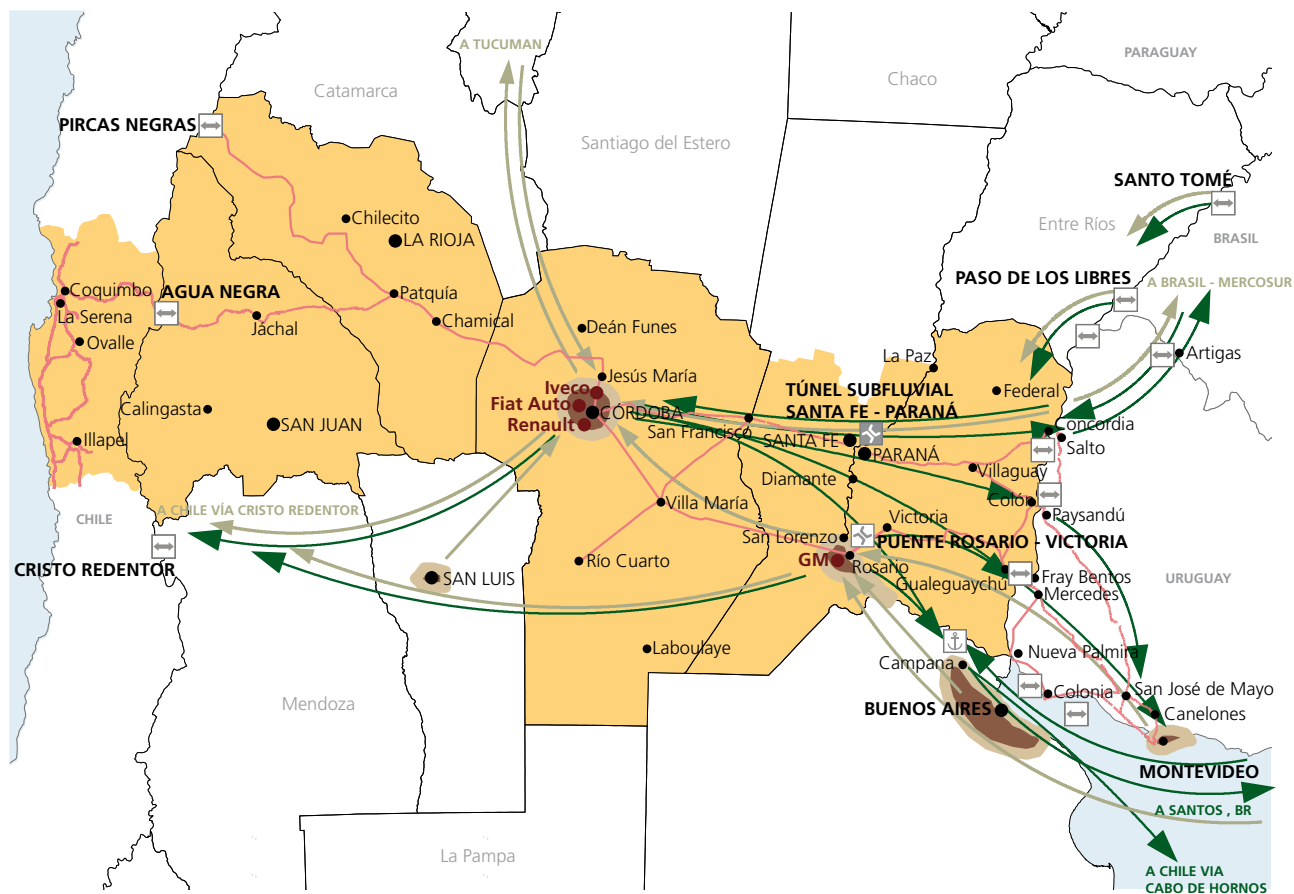 A TUCUMAN
PARAGUAY
Chaco
Catamarca
PIRCAS NEGRAS
Santiago del Estero
SANTO TOMÉ
Chilecito
Entre Ríos
LA RIOJA
BRASIL
PASO DE LOS LIBRES
A BRASIL - MERCOSUR
Coquimbo
AGUA NEGRA
Patquía
La Serena
Jáchal
Chamical
Deán Funes
Ovalle
La Paz
Artigas
Jesús María
TÚNEL SUBFLUVIAL
SANTA FE - PARANÁ
Federal
Iveco
Fiat Auto
Renault
CÓRDOBA
Calingasta
SAN JUAN
San Francisco
SANTA FE
Concordia
Illapel
Salto
PARANÁ
Villaguay
Diamante
Villa María
Colón
A CHILE VÍA CRISTO REDENTOR
CHILE
Paysandú
Victoria
San Lorenzo
PUENTE ROSARIO - VICTORIA
CRISTO REDENTOR
GM
Rosario
Río Cuarto
SAN LUIS
Gualeguaychú
Fray Bentos
URUGUAY
Mercedes
Laboulaye
Nueva Palmira
Campana
Colonia
San José de Mayo
Mendoza
BUENOS AIRES
Canelones
MONTEVIDEO
A SANTOS , BR
La Pampa
A CHILE VIA
CABO DE HORNOS